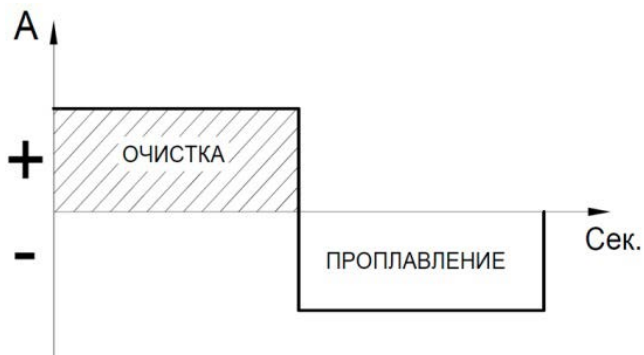 А
+
ОЧИСТКА
-
Сек.
ПРОПЛАВЛЕНИЕ